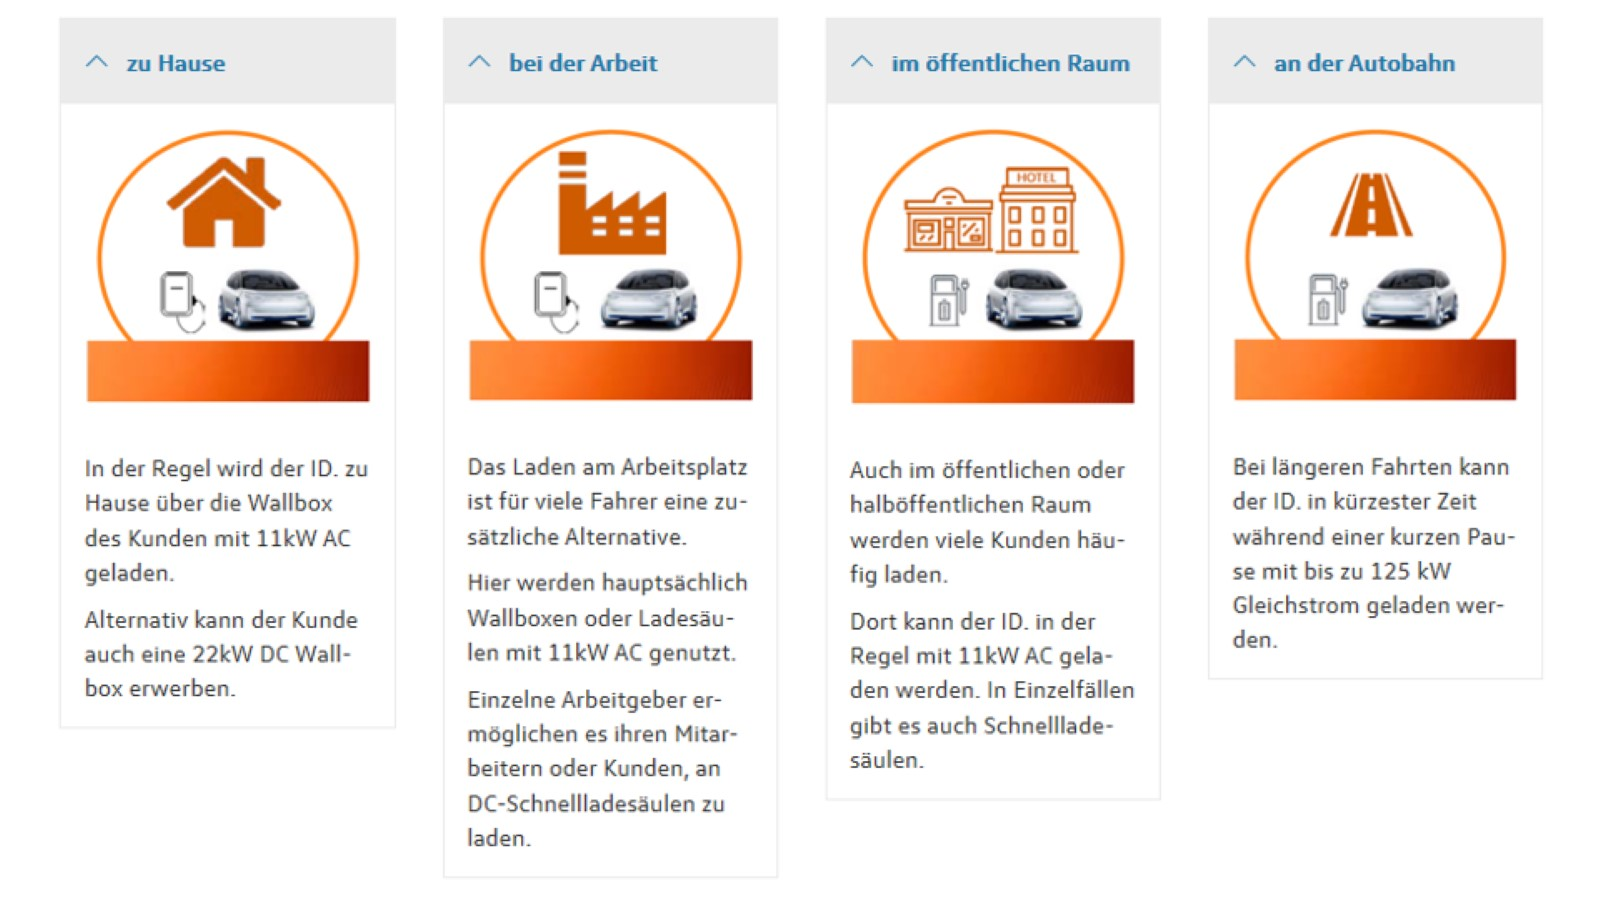 zu Hause
In der Regel wird der ID. zu
Hause über die Wallbox
des Kunden mit 11kW AC
geladen.
Alternativ kann der Kunde
auch eine 22kW DC Wall-
box erwerben.
bei der Arbeit
Das Laden am Arbeitsplatz
ist für viele Fahrer eine zu-
sätzliche Alternative.
Hier werden hauptsächlich
Wallboxen oder Ladesäu-
len mit 11kW AC genutzt.
Einzelne Arbeitgeber er-
möglichen es ihren Mitar-
beitern oder Kunden, an
DC-Schnellladesäulen zu
laden.
im öffentlichen Raum
HOTEL
Auch im öffentlichen oder
halböffentlichen Raum
werden viele Kunden häu-
fig laden.
Dort kann der ID. in der
Regel mit 11kW AC gela-
den werden. In Einzelfällen
gibt es auch Schnelllade-
säulen.
an der Autobahn
Bei längeren Fahrten kann
der ID. in kürzester Zeit
während einer kurzen Pau-
se mit bis zu 125 kW
Gleichstrom geladen wer-
den.